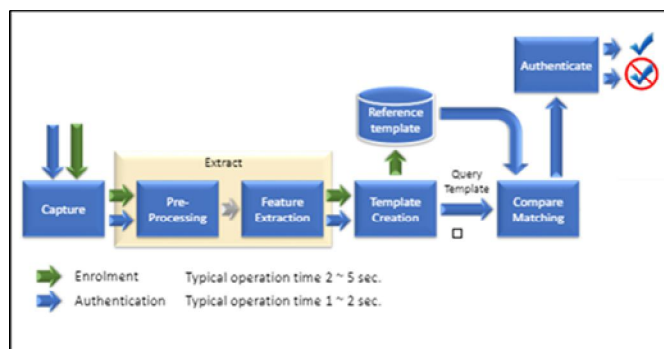 Authenticate
Reference
template
Extract
Query
Template
Capture
Pre-
Processing
Feature
Extraction
Template
Creation
Compare
Matching
Enrolment Typical operation time 2 ~ 5 sec.
Authentication Typical operation time 1 ~ 2 sec.